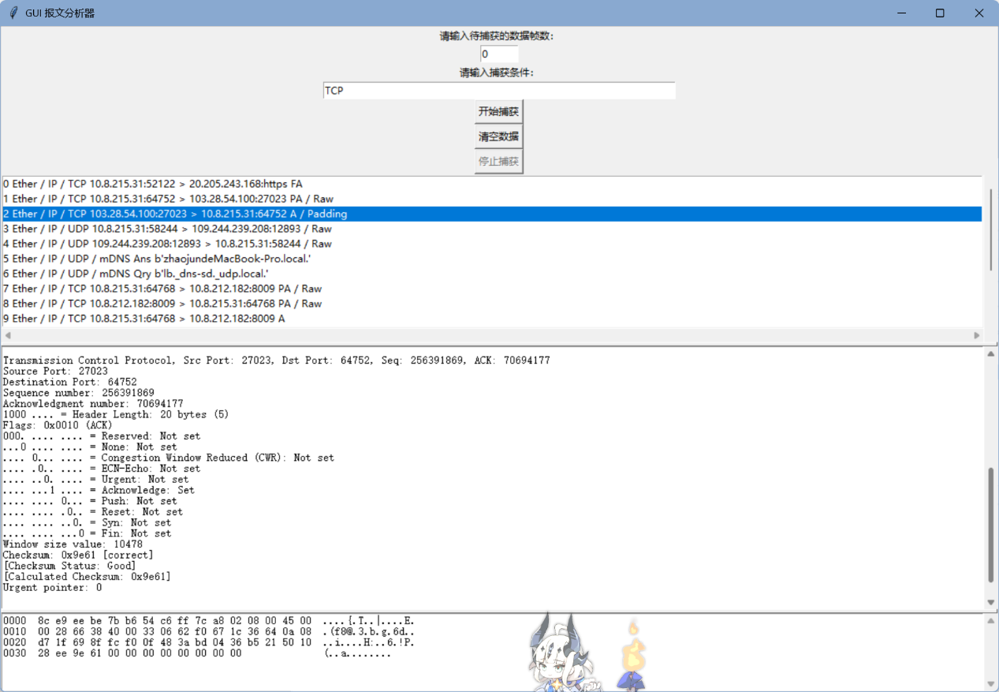 GUI 报文分析器
请输入待捕获的数据帧数:
0
请输入捕获条件:
TCP
开始捕获
清空数据
停止捕获
0 Ether / IP / TCP 10.8.215.31:52122 > 20.205.243.168:https FA
1 Ether / IP / TCP 10.8.215.31:64752 > 103.28.54.100:27023 PA / Raw
2 Ether / IP / TCP 103.28.54.100:27023 > 10.8.215.31:64752 A / Padding
3 Ether / IP / UDP 10.8.215.31:58244 > 109.244.239.208:12893 / Raw
4 Ether / IP / UDP 109.244.239.208:12893 > 10.8.215.31:58244 / Raw
5 Ether / IP / UDP / mDNS Ans b'zhaojundeMacBook-Pro.local.'
6 Ether / IP / UDP / mDNS Qry b'lb._dns-sd._udp.local.'
7 Ether / IP / TCP 10.8.215.31:64768 > 10.8.212.182:8009 PA / Raw
8 Ether / IP / TCP 10.8.212.182:8009 > 10.8.215.31:64768 PA / Raw
9 Ether / IP / TCP 10.8.215.31:64768 > 10.8.212.182:8009 A
Transmission Control Protocol, Src Port: 27023, Dst Port: 64752, Seq: 256391869, ACK: 70694177
Source Port: 27023
Destination Port: 64752
Sequence number: 256391869
Acknowledgment number: 70694177
1000 .... = Header Length: 20 bytes (5)
Flags: 0x0010 (ACK)
000. .... .... = Reserved: Not set
...0 .... .... = None: Not set
.... 0... .... = Congestion Window Reduced (CWR): Not set
.... .0.. .... = ECN-Echo: Not set
.... ..0. .... = Urgent: Not set
.... ...1 .... = Acknowledge: Set
.... .... 0... = Push: Not set
.... .... .0.. = Reset: Not set
.... .... ..0. = Syn: Not set
.... .... ...0 = Fin: Not set
Window size value: 10478
Checksum: 0x9e61 [correct]
[Checksum Status: Good]
[Calculated Checksum: 0x9e61]
Urgent pointer: 0
0000 8c e9 ee be 7b b6 54 c6 ff 7c a8 02 08 00 45 00 ....{.T..|....E.
0010 00 28 66 38 40 00 33 06 62 f0 67 1c 36 64 0a 08 .(f8@.3.b.g.6d..
0020 d7 1f 69 8f fc f0 0f 48 3a bd 04 36 b5 21 50 10 ..i....H:..6.!P.
0030 28 ee 9e 61 00 00 00 00 00 00 00 00 (..a........